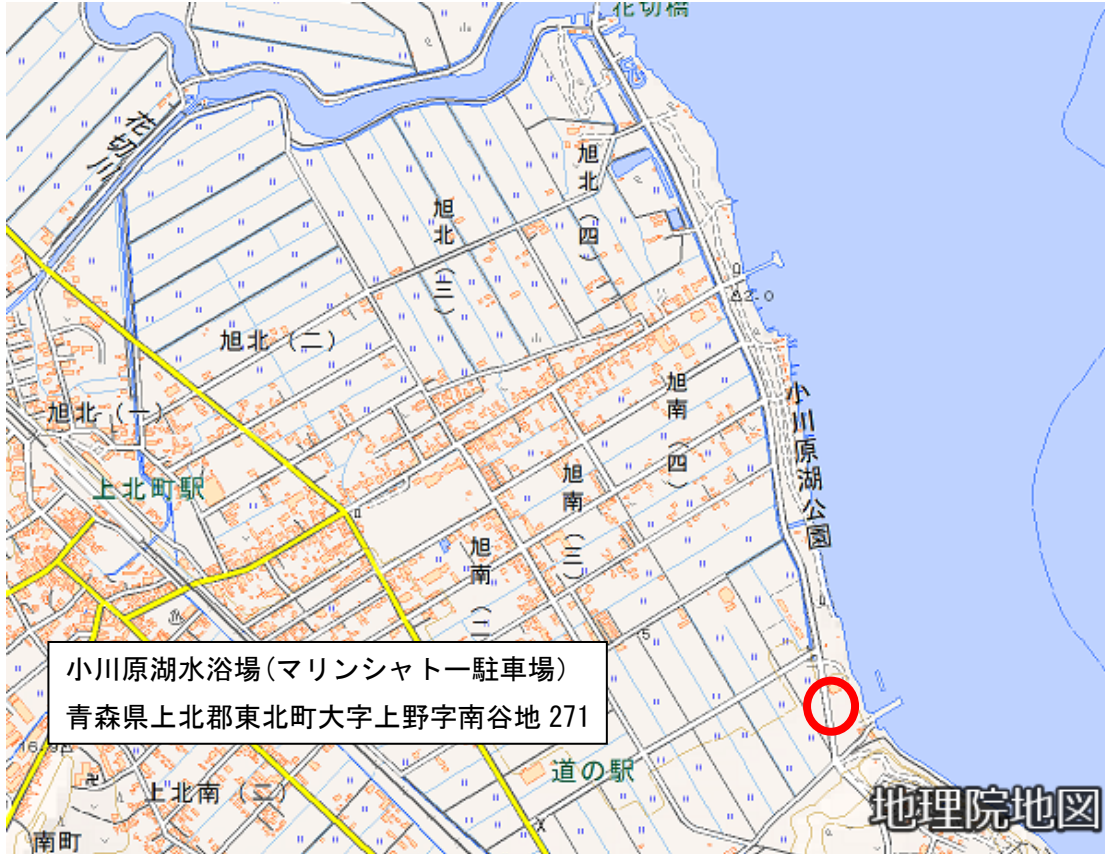 花切橋
花切川
旭北(四)
旭北(三)
旭北(二)
旭北(一)
△2.0
小川原湖公園
旭南(四)
上北町駅
旭南(三)
旭南(二
5
小川原湖水浴場(マリンシャトー駐車場)
青森県上北郡東北町大字上野字南谷地 271
道の駅
上北南(二)
南町
地理院地図